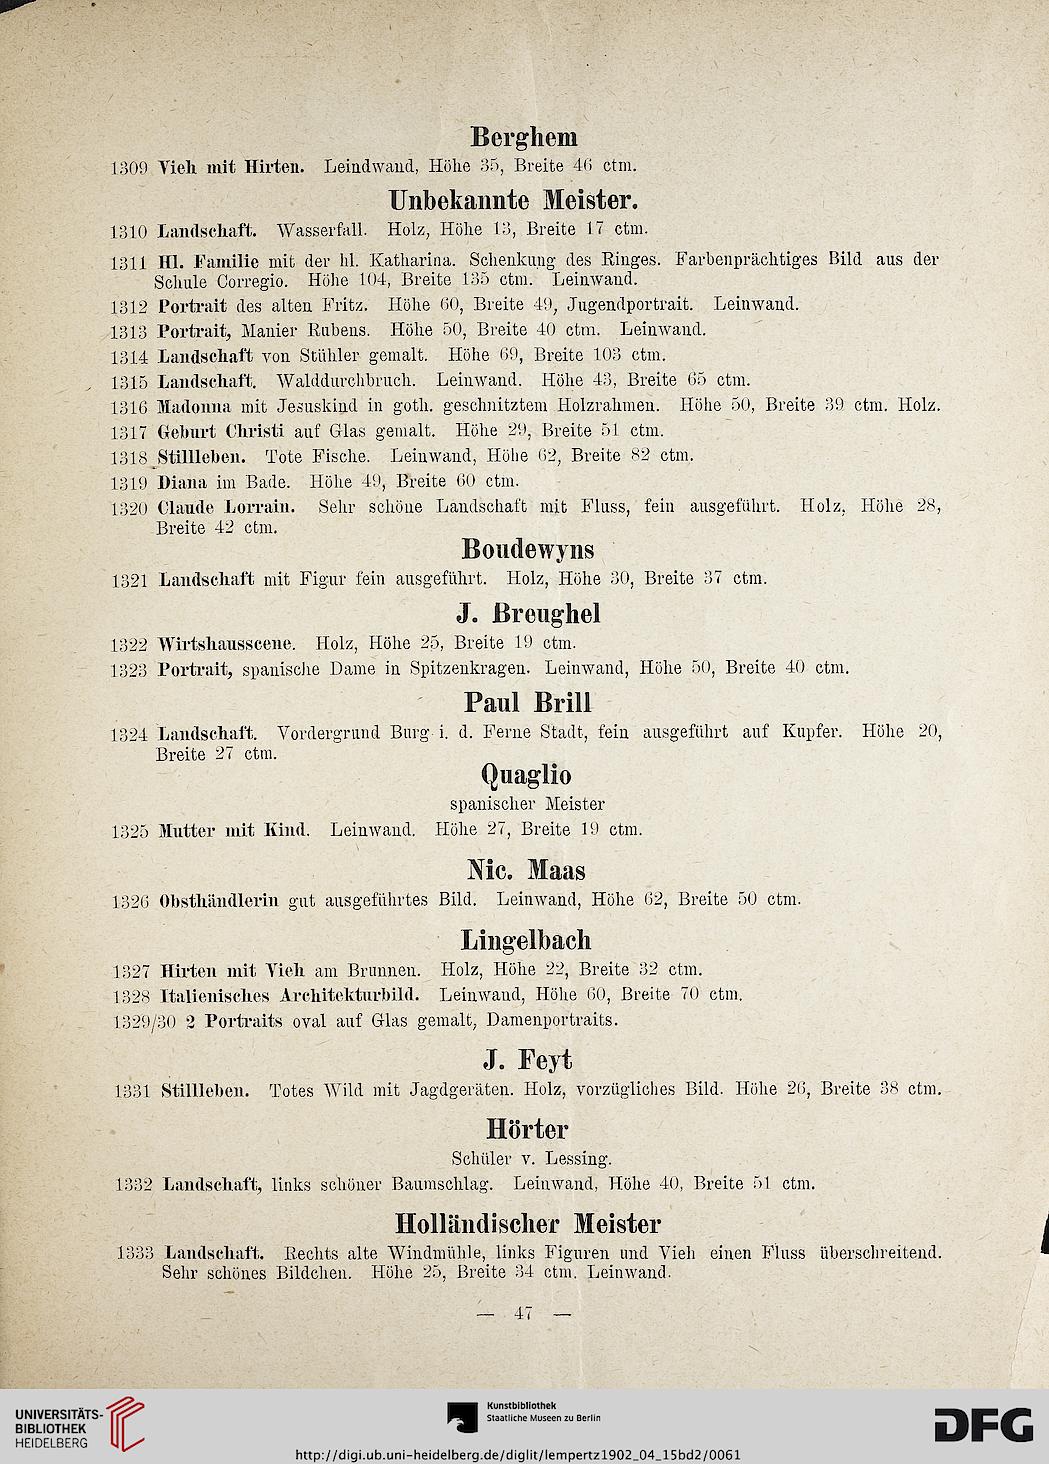 Berghem
1309 Vieh mit Hirten. Leindwand, Höhe 35, Breite 46 ctm.
Unbekannte Meister.
1310 Landschaft. Wasserfall. Holz, Höhe 13, Breite 17 ctm.
1311 Hl. Familie mit der hl. Katharina. Schenkung des Ringes. Farbenprächtiges Bild aus der
Schule Corregio. Höhe 104, Breite 135 ctm. Leinwand.
1312 Portrait des alten Fritz. Höhe 60, Breite 49, Jugendportrait. Leinwand.
1313 Portrait, Manier Rubens. Höhe 50, Breite 40 ctm. Leinwand.
1314 Landschaft von Stühler gemalt. Höhe 69, Breite 103 ctm.
1315 Landschaft. Walddurchbruch. Leinwand. Höhe 43, Breite 65 ctm.
1316 Madonna mit Jesuskind in goth. geschnitztem Holzrahmen. Höhe 50, Breite 39 ctm. Holz.
1317 Geburt Christi auf Glas gemalt. Höhe 29, Breite 51 ctm.
1318 Stillleben. Tote Fische. Leinwand, Höhe 62, Breite 82 ctm.
1319 Diana im Bade. Höhe 49, Breite 60 ctm.
1320 Claude Lorrain. Sehr schöne Landschaft mit Fluss, fein ausgeführt. Holz, Höhe 28,
Breite 42 ctm.
Boudewyns
1321 Landschaft mit Figur fein ausgeführt. Holz, Höhe 30, Breite 37 ctm.
J. Breughel
1322 Wirtshausscene. Holz, Höhe 25, Breite 19 ctm.
1323 Portrait, spanische Dame in Spitzenkragen. Leinwand, Höhe 50, Breite 40 ctm.
Paul Brill
1324 Landschaft. Vordergrund Burg i. d. Ferne Stadt, fein ausgeführt auf Kupfer. Höhe 20,
Breite 27 ctm.
Quaglio
spanischer Meister
1325 Mutter mit Kind. Leinwand. Höhe 27, Breite 19 ctm.
Nic. Maas
1326 Obsthändlerin gut ausgeführtes Bild. Leinwand, Höhe 62, Breite 50 ctm.
Lingelbach
1327 Hirten mit Vieh am Brunnen. Holz, Höhe 22, Breite 32 ctm.
1328 Italienisches Architekturbild. Leinwand, Höhe 60, Breite 70 ctm.
1329/30 2 Portraits oval auf Glas gemalt, Damenportraits.
J. Feyt
1331 Stillleben. Totes Wild mit Jagdgeräten. Holz, vorzügliches Bild. Höhe 26, Breite 38 ctm.
Hörter
Schüler v. Lessing.
1332 Landschaft, links schöner Baumschlag. Leinwand, Höhe 40, Breite 51 ctm.
Holländischer Meister
1333 Landschaft. Rechts alte Windmühle, links Figuren und Vieh einen Fluss überschreitend.
Sehr schönes Bildchen. Höhe 25, Breite 34 ctm. Leinwand.
— 47 —
UNIVERSITÄTS-
BIBLIOTHEK
HEIDELBERG
Kunstbibliothek
Staatliche Museen zu Berlin
DFG
http://digi.ub.uni-heidelberg.de/diglit/lempertz1902_04_15bd2/0061